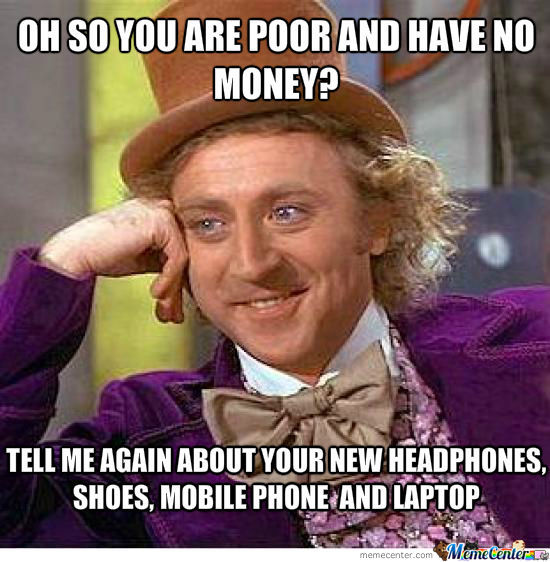 OH SO YOU ARE POOR AND HAVE NO
MONEY?
TELL ME AGAIN ABOUT YOUR NEW HEADPHONES,
SHOES, MOBILE PHONE AND LAPTOP
memecenter.com MemeCenter